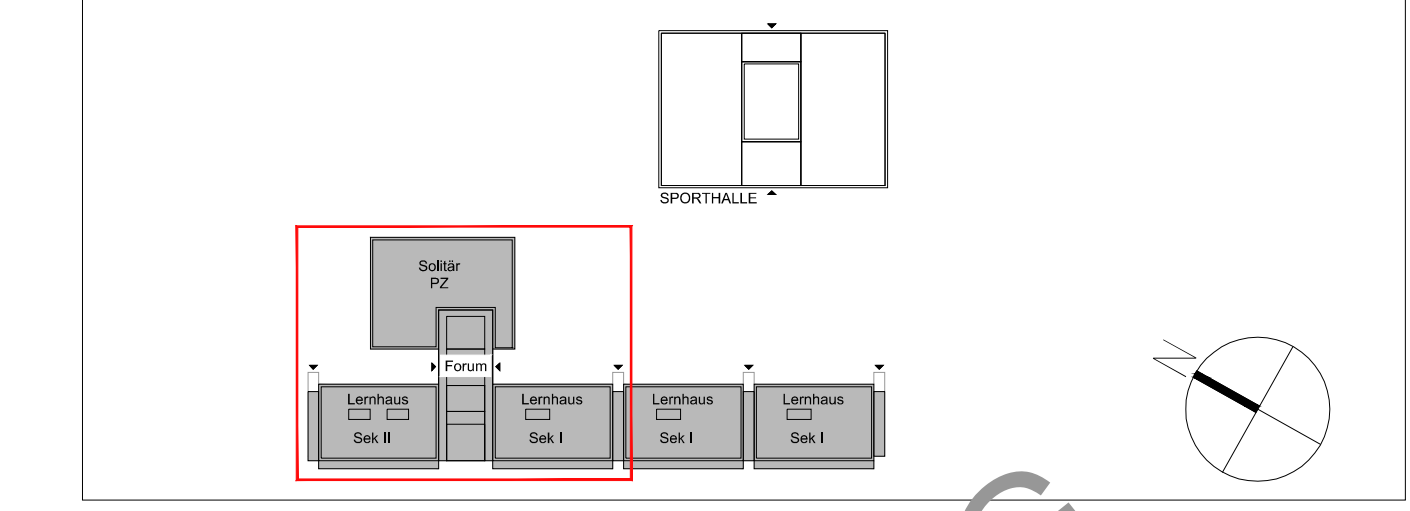 SPORTHALLE
Solitär
PZ
Forum
Lernhaus
Sek II
Lernhaus
Sek I
Lernhaus
Sek I
Lernhaus
Sek I
N